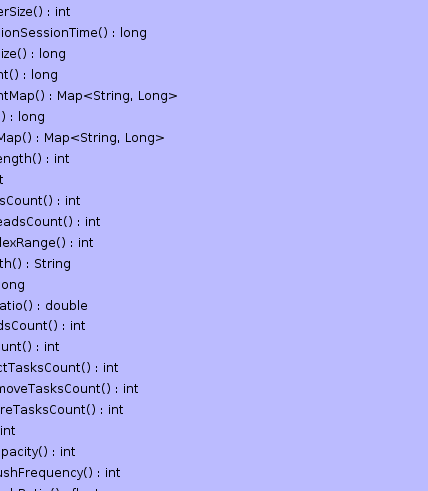 erSize() : int
ionSessionTime() : long
ize() : long
nt() : long
ntMap() : Map<String, Long>
) : long
Map() : Map<String, Long>
ength() : int
t
sCount() : int
eadsCount() : int
dexRange() : int
th() : String
ong
atio() : double
dsCount() : int
unt() : int
ctTasksCount() : int
moveTasksCount() : int
reTasksCount() : int
int
pacity() : int
ushFrequency() : int